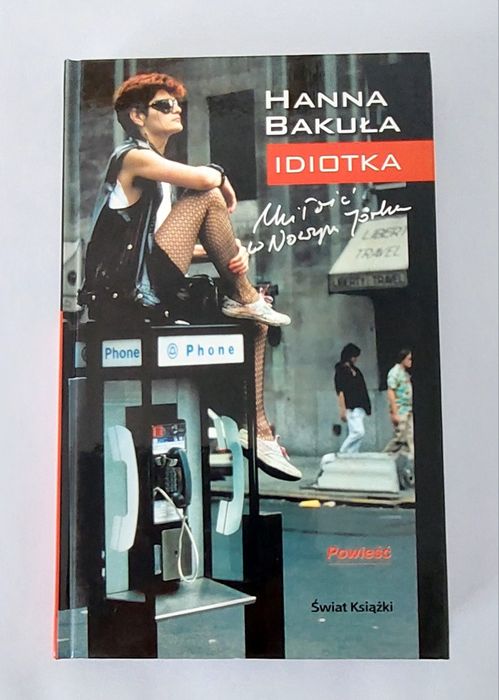 HANNA
BAKUŁA
IDIOTKA
Miłość
w Nowym Jorku
LIBERTY
TRAVEL
LIBERTY TRAVEL
Phone
Phone
Powieść
Świat Książki